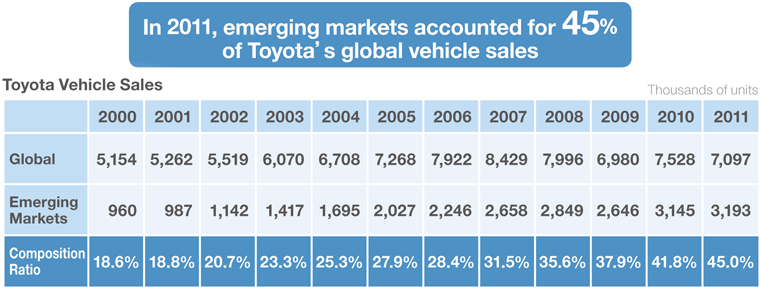 In 2011, emerging markets accounted for 45%
of Toyota's global vehicle sales
Toyota Vehicle Sales
Thousands of units
2000 2001 2002 2003 2004 2005 2006 2007 2008 2009 2010 2011
Global 5,154 5,262 5,519 6,070 6,708 7,268 7,922 8,429 7,996 6,980 7,528 7,097
Emerging
Markets 960 987 1,142 1,417 1,695 2,027 2,246 2,658 2,849 2,646 3,145 3,193
Composition
Ratio 18.6% 18.8% 20.7% 23.3% 25.3% 27.9% 28.4% 31.5% 35.6% 37.9% 41.8% 45.0%